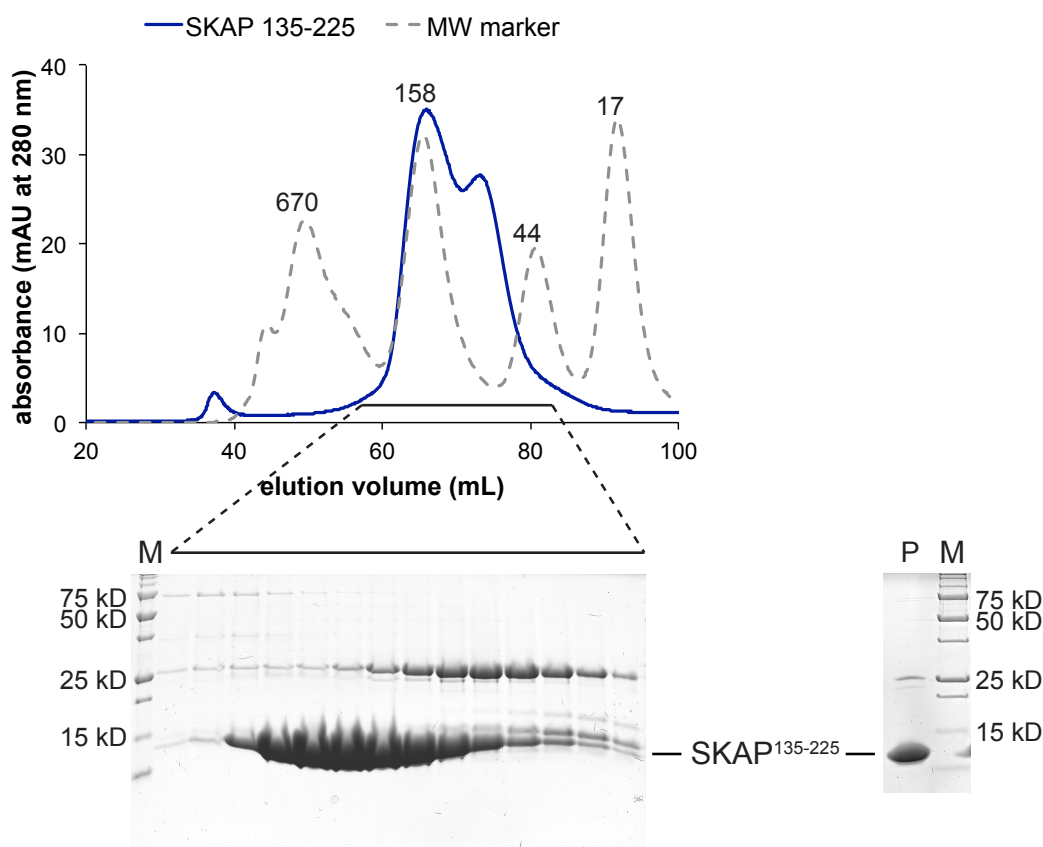 SKAP 135-225 MW marker
absorbance (mAU at 280 nm)
40
30
20
10
0
670
158
44
17
20 40 60 80 100
elution volume (mL)
M
75 kD
50 kD
25 kD
15 kD
SKAP135-225
P M
75 kD
50 kD
25 kD
15 kD